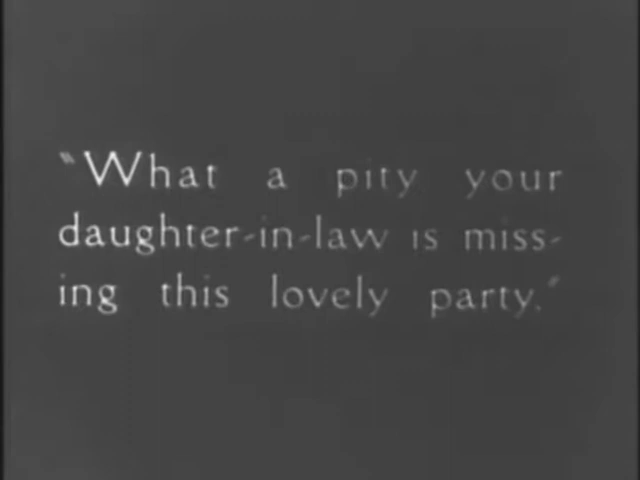 "What a pity your
daughter-in-law is miss-
ing this lovely party."